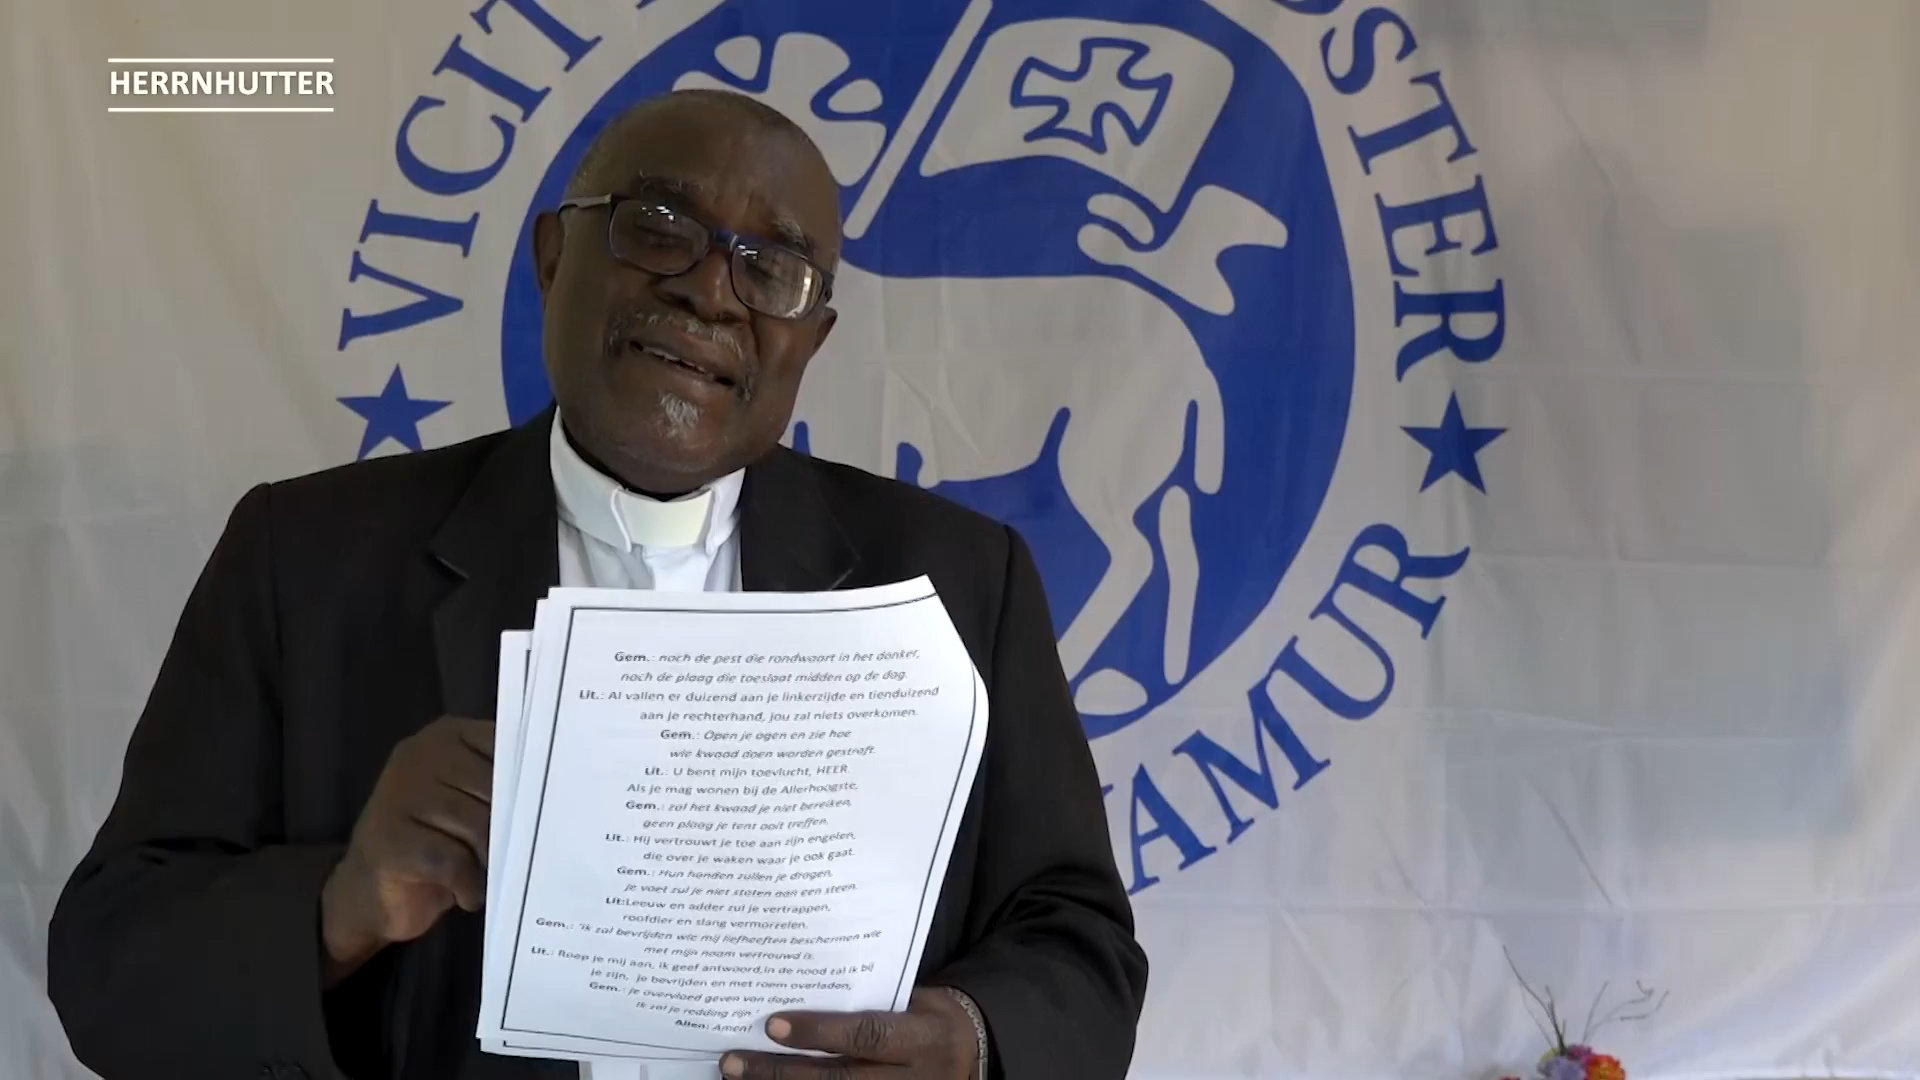 HERRNHUTTER
VICIT
OSTER
AMUR
Gem.: noch de pest die rondwaart in het donker,
noch de plaag die toeslaat midden op de dag.
Lit.: Al vallen er duizend aan je linkerzijde en tienduizend
aan je rechterhand, jou zal niets overkomen.
Gem.: Open je ogen en zie hoe
wie kwaad doen worden gestraft.
Lit.: U bent mijn toevlucht, HEER.
Als je mag wonen bij de Allerhoogste,
Gem.: zal het kwaad je niet bereiken,
geen plaag je tent ooit treffen.
Lit.: Hij vertrouwt je toe aan zijn engelen,
die over je waken waar je ook gaat.
Gem.: Hun handen zullen je dragen,
je voet zul je niet stoten aan een steen.
Lit:Leeuw en adder zul je vertrappen,
roofdier en slang vermorzelen.
Gem.: 'Ik zal bevrijden wie mij liefheeften beschermen wie
met mijn naam vertrouwd is.
Lit.: Roep je mij aan, ik geef antwoord,in de nood zal ik bij
je zijn, je bevrijden en met roem overladen,
Gem.: je overvloed geven van dagen.
Ik zal je redding zijn.'
Allen: Amen!